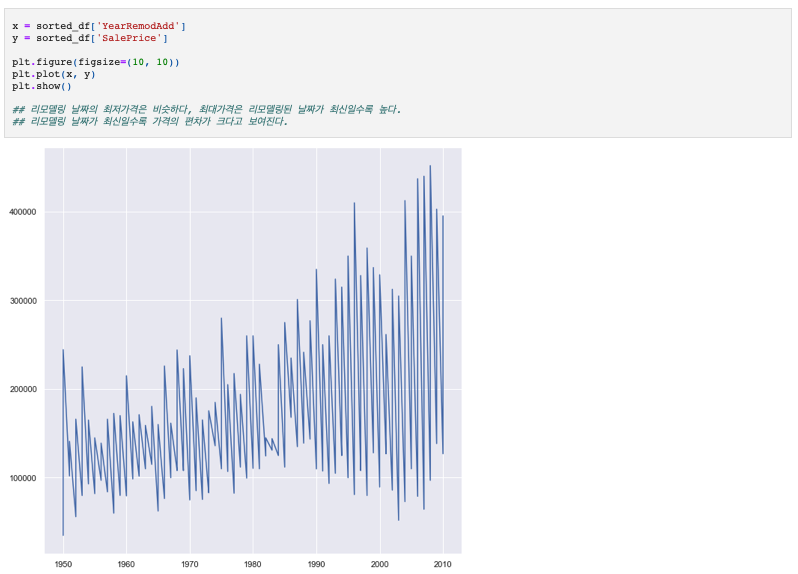 x = sorted_df['YearRemodAdd']
y = sorted_df['SalePrice']
plt.figure(figsize=(10, 10))
plt.plot(x, y)
plt.show()
## 리모델링 날짜의 최저가격은 비슷하다, 최대가격은 리모델링된 날짜가 최신일수록 높다.
## 리모델링 날짜가 최신일수록 가격의 편차가 크다고 보여진다.
400000
300000
200000
100000
1950 1960 1970 1980 1990 2000 2010